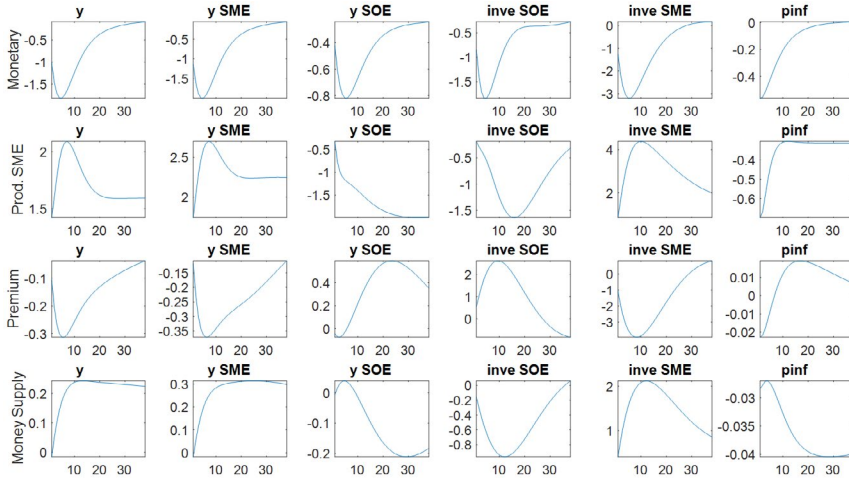 y y SME y SOE inve SOE inve SME pinf
Monetary
-0.5 -0.5 -0.4 -0.5 0 0
-1 -1 -0.6 -1 -1 -0.2
-1.5 -1.5 -0.8 -1.5 -2 -0.4
-3
10 20 30 10 20 30 10 20 30 10 20 30 10 20 30 10 20 30
y y SME y SOE inve SOE inve SME pinf
Prod. SME
2 2.5 -0.5 -0.5 4 -0.4
1.5 2 -1 -1 2 -0.5
-1.5 -1.5 -0.6
10 20 30 10 20 30 10 20 30 10 20 30 10 20 30 10 20 30
y y SME y SOE inve SOE inve SME pinf
Premium
-0.1 -0.15 0.4 2 0 0.01
-0.2 -0.2 0.2 1 -1 0
-0.3 -0.25 0 0 -2 -0.01
-0.3 -3 -0.02
-0.35
10 20 30 10 20 30 10 20 30 10 20 30 10 20 30 10 20 30
y y SME y SOE inve SOE inve SME pinf
Money Supply
0.2 0.3 0 0 2 -0.03
0.1 0.2 -0.1 -0.2 1 -0.035
0 0.1 -0.2 -0.4 -0.04
0 -0.6
-0.8
10 20 30 10 20 30 10 20 30 10 20 30 10 20 30 10 20 30